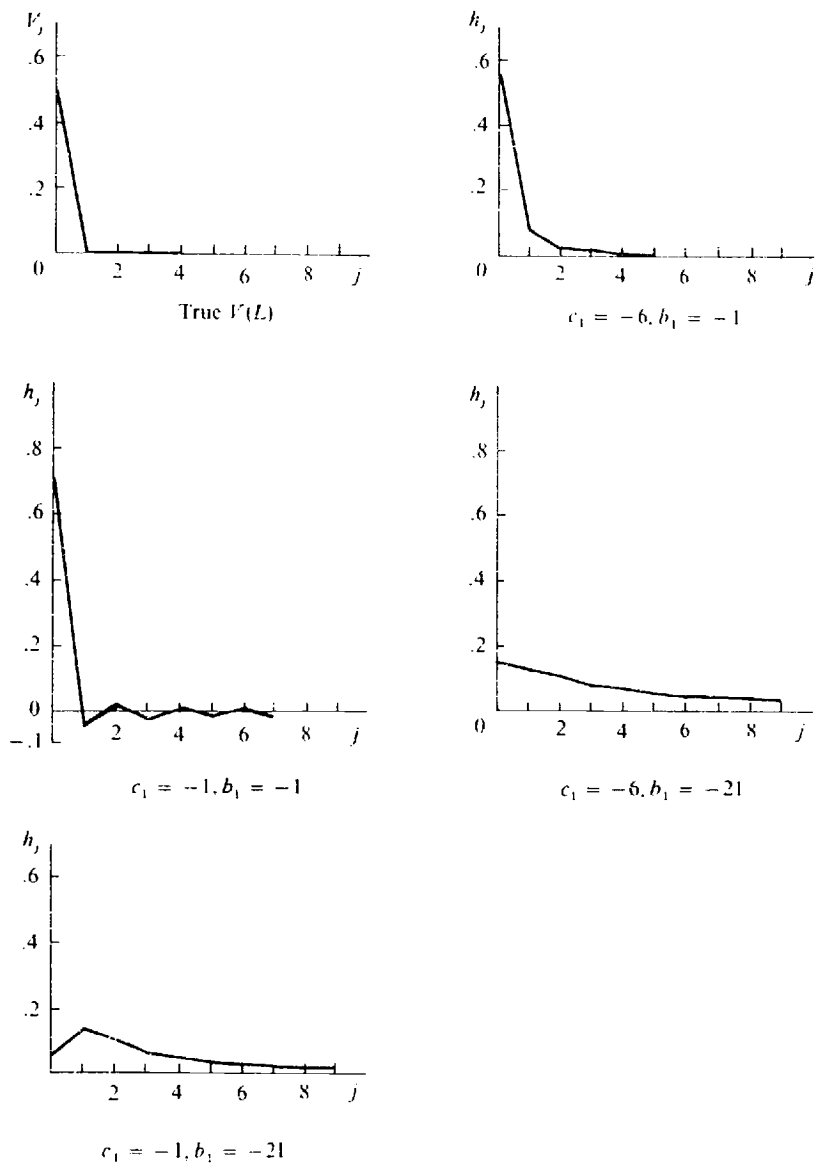 V_j
.6
.4
.2
0 2 4 6 8 j
True V(L)
h_j
.6
.4
.2
0 2 4 6 8 j
c_1 = −6, b_1 = −1
h_j
.8
.6
.4
.2
0
−.1
2 4 6 8 j
c_1 = −1, b_1 = −1
h_j
.8
.6
.4
.2
0 2 4 6 8 j
c_1 = −6, b_1 = −21
h_j
.6
.4
.2
2 4 6 8 j
c_1 = −1, b_1 = −21